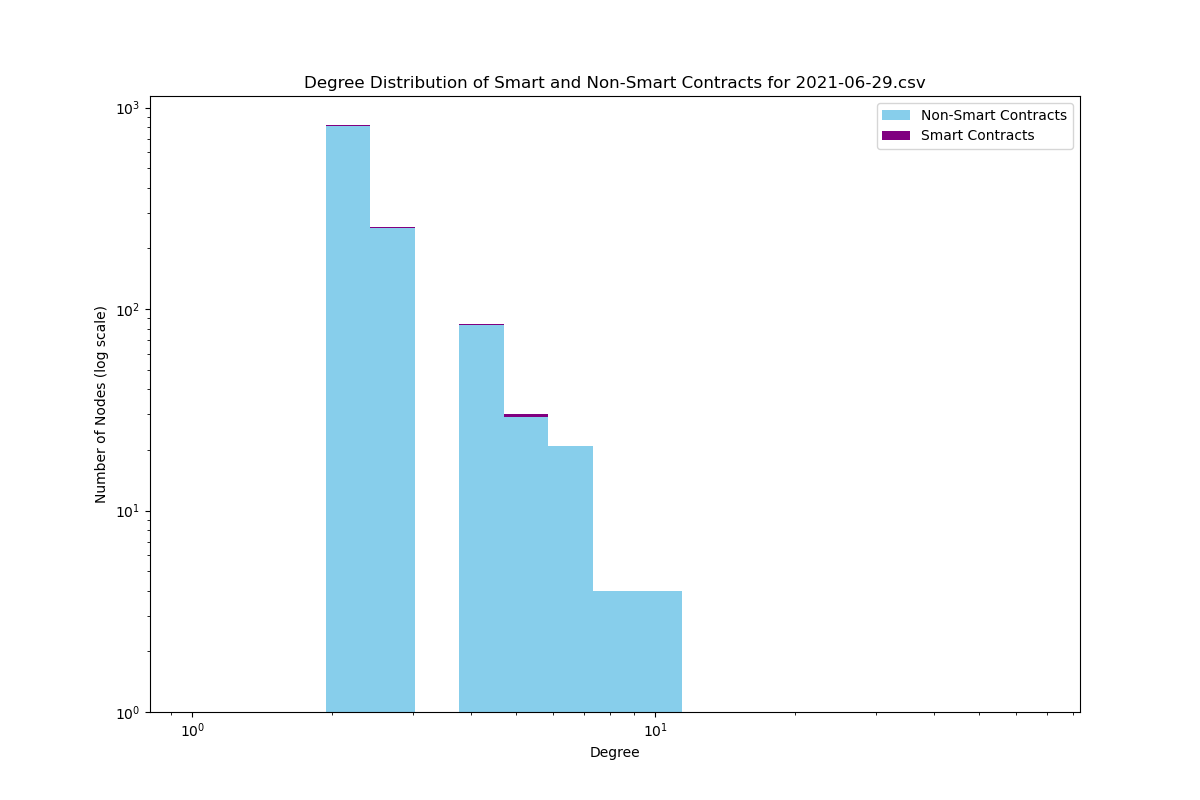 Degree Distribution of Smart and Non-Smart Contracts for 2021-06-29.csv
Non-Smart Contracts
Smart Contracts
Number of Nodes (log scale)
10³
10²
10¹
10⁰
10⁰ 10¹
Degree